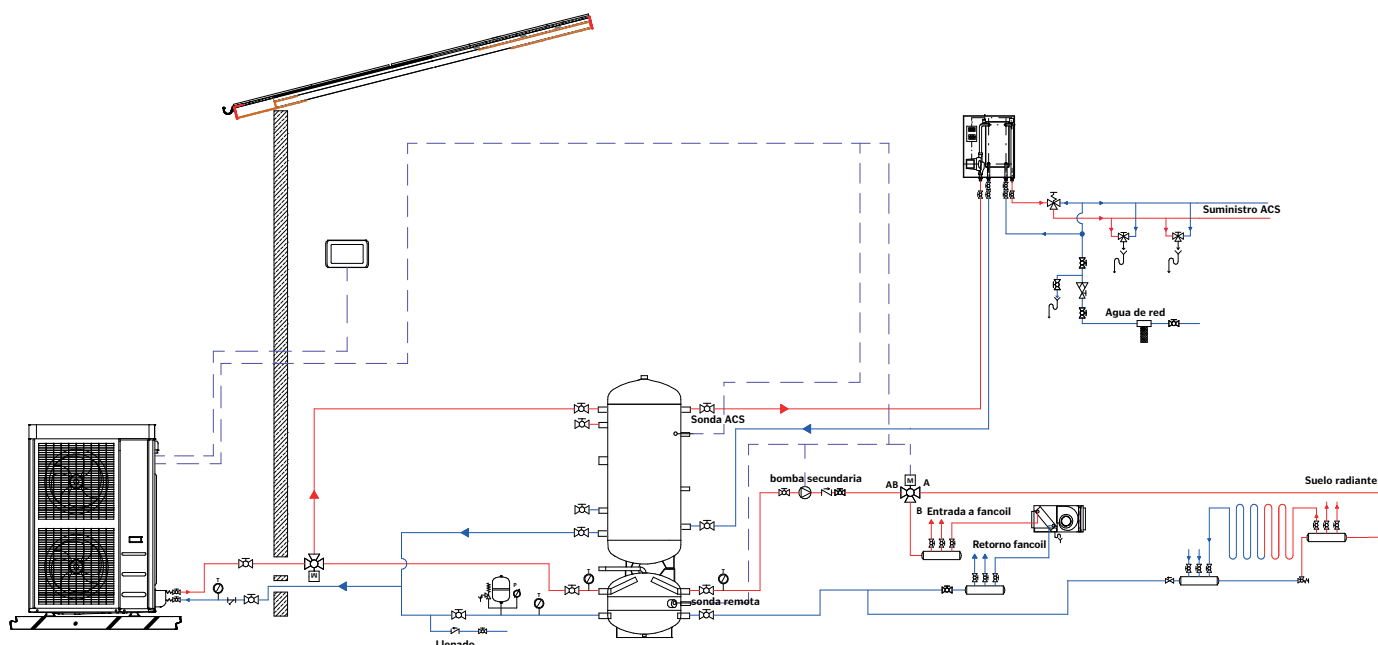 Suministro ACS
Agua de red
Sonda ACS
bomba secundaria
AB
A
M
B
Suelo radiante
Entrada a fancoil
Retorno fancoil
T
T
P
T
T
M
sonda remota
Llenado